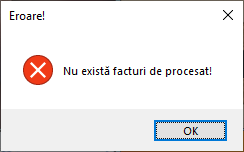 Eroare!
Nu există facturi de procesat!
OK